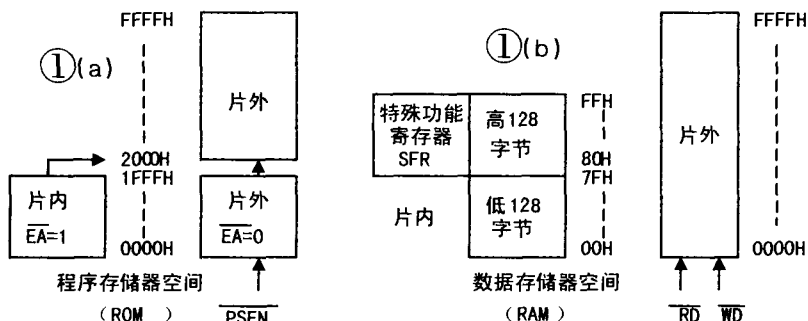 FFFFH
①(a)
片外
2000H
1FFFH
片内
EA=1
片外
EA=0
0000H
程序存储器空间
(ROM)
PSEN
①(b)
FFFFH
特殊功能
寄存器
SFR
高128
字节
FFH
80H
7FH
片外
片内
低128
字节
00H
0000H
数据存储器空间
(RAM)
RD
WD